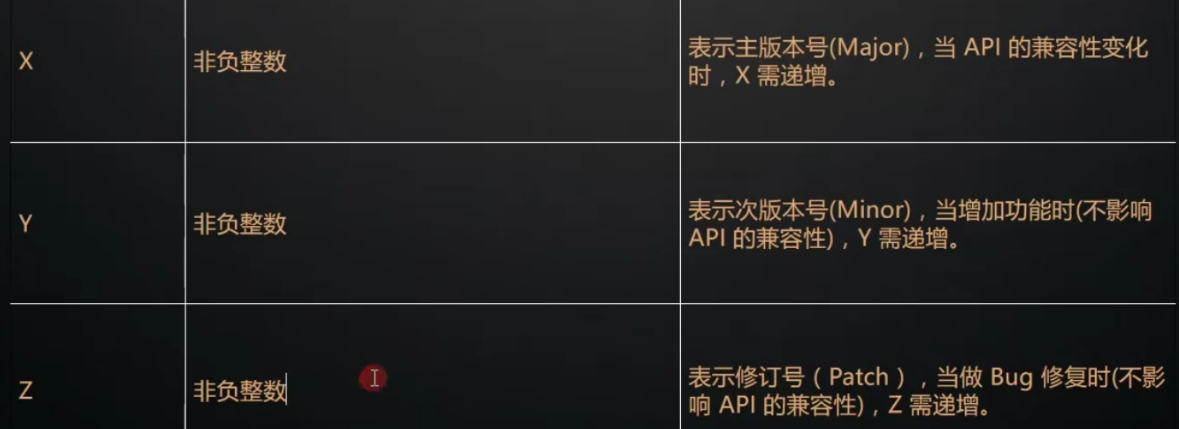 X
非负整数
表示主版本号(Major)，当 API 的兼容性变化
时，X 需递增。
Y
非负整数
表示次版本号(Minor)，当增加功能时(不影响
API 的兼容性)，Y 需递增。
Z
非负整数
表示修订号（Patch），当做 Bug 修复时(不影
响 API 的兼容性)，Z 需递增。